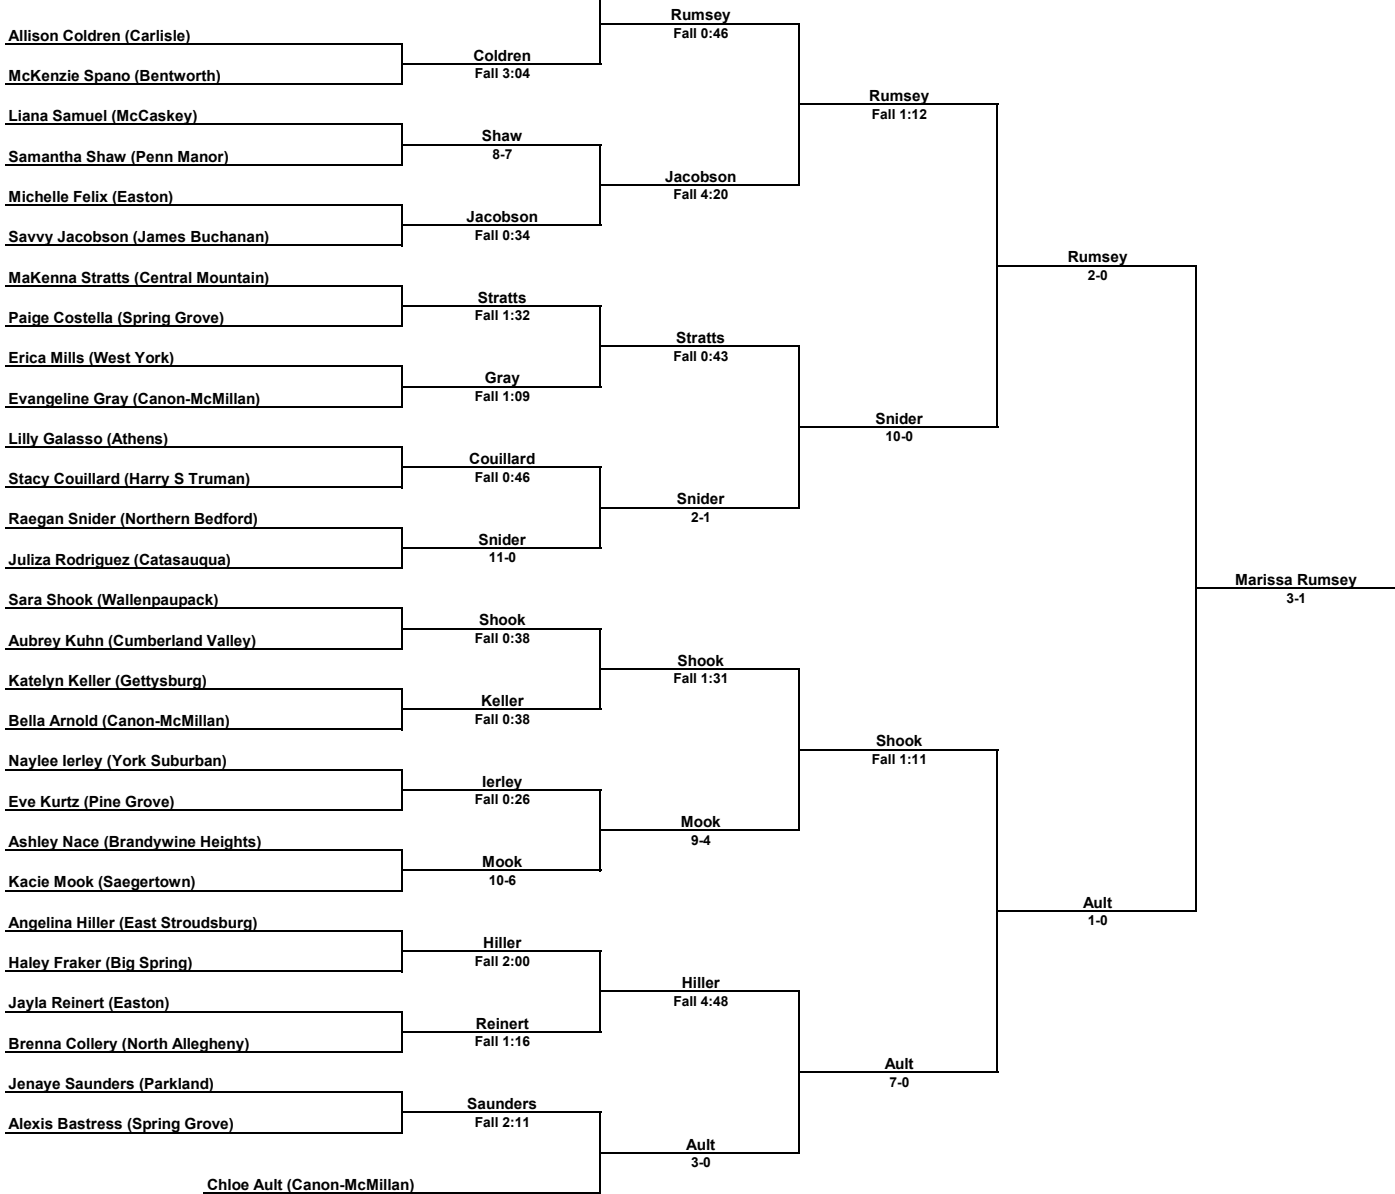 Rumsey
Fall 0:46
Allison Coldren (Carlisle)
Coldren
Fall 3:04
McKenzie Spano (Bentworth)
Rumsey
Fall 1:12
Liana Samuel (McCaskey)
Shaw
8-7
Samantha Shaw (Penn Manor)
Jacobson
Fall 4:20
Michelle Felix (Easton)
Jacobson
Fall 0:34
Savvy Jacobson (James Buchanan)
Rumsey
2-0
MaKenna Stratts (Central Mountain)
Stratts
Fall 1:32
Paige Costella (Spring Grove)
Stratts
Fall 0:43
Erica Mills (West York)
Gray
Fall 1:09
Evangeline Gray (Canon-McMillan)
Snider
10-0
Lilly Galasso (Athens)
Couillard
Fall 0:46
Stacy Couillard (Harry S Truman)
Snider
2-1
Raegan Snider (Northern Bedford)
Snider
11-0
Juliza Rodriguez (Catasauqua)
Marissa Rumsey
3-1
Sara Shook (Wallenpaupack)
Shook
Fall 0:38
Aubrey Kuhn (Cumberland Valley)
Shook
Fall 1:31
Katelyn Keller (Gettysburg)
Keller
Fall 0:38
Bella Arnold (Canon-McMillan)
Shook
Fall 1:11
Naylee Ierley (York Suburban)
Ierley
Fall 0:26
Eve Kurtz (Pine Grove)
Mook
9-4
Ashley Nace (Brandywine Heights)
Mook
10-6
Kacie Mook (Saegertown)
Ault
1-0
Angelina Hiller (East Stroudsburg)
Hiller
Fall 2:00
Haley Fraker (Big Spring)
Hiller
Fall 4:48
Jayla Reinert (Easton)
Reinert
Fall 1:16
Brenna Collery (North Allegheny)
Ault
7-0
Jenaye Saunders (Parkland)
Saunders
Fall 2:11
Alexis Bastress (Spring Grove)
Ault
3-0
Chloe Ault (Canon-McMillan)